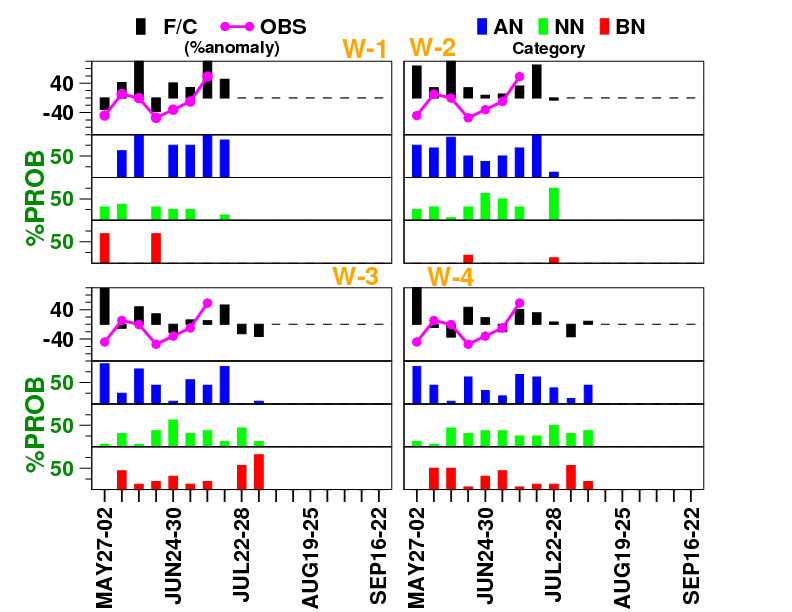 F/C OBS AN NN BN
(%anomaly) Category
W-1 W-2
40
-40
50
50
50
%PROB
W-3 W-4
40
-40
50
50
50
%PROB
MAY27-02 JUN24-30 JUL22-28 AUG19-25 SEP16-22 MAY27-02 JUN24-30 JUL22-28 AUG19-25 SEP16-22